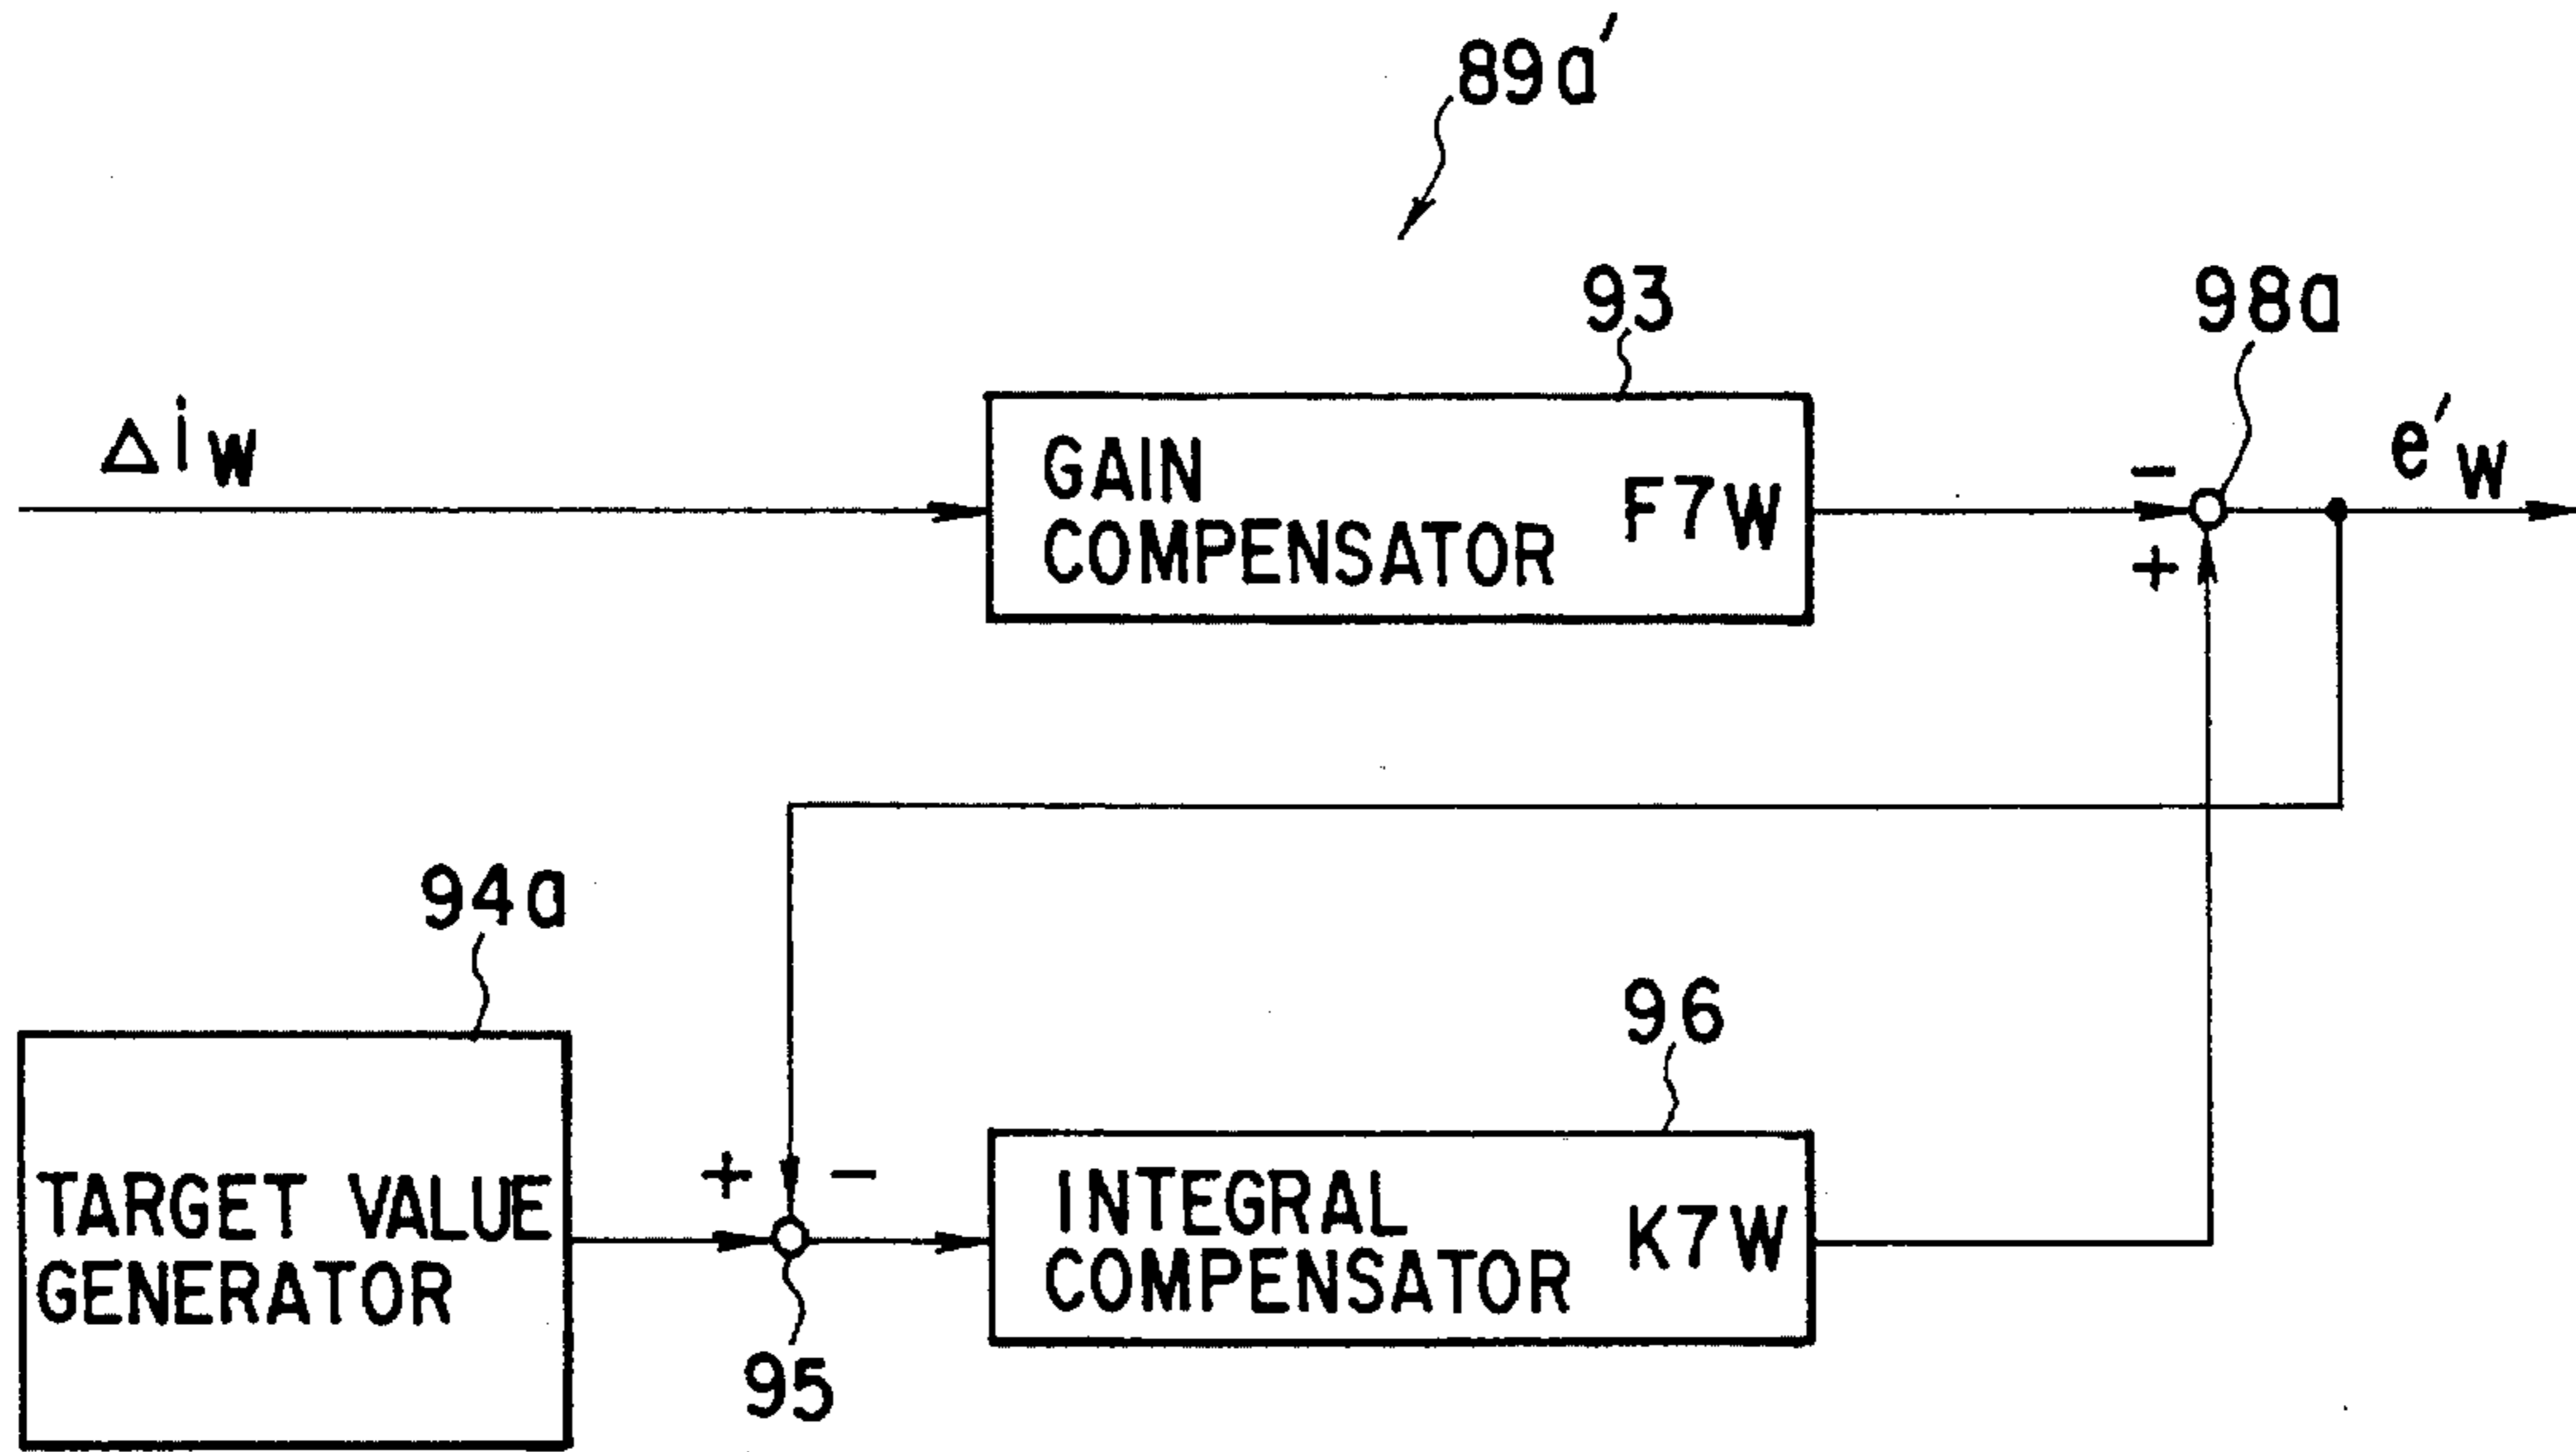 89a'
93
98a
Δiw
GAIN
COMPENSATOR F7W
−
+
e'w
94a
96
TARGET VALUE
GENERATOR
+ −
INTEGRAL
COMPENSATOR K7W
95